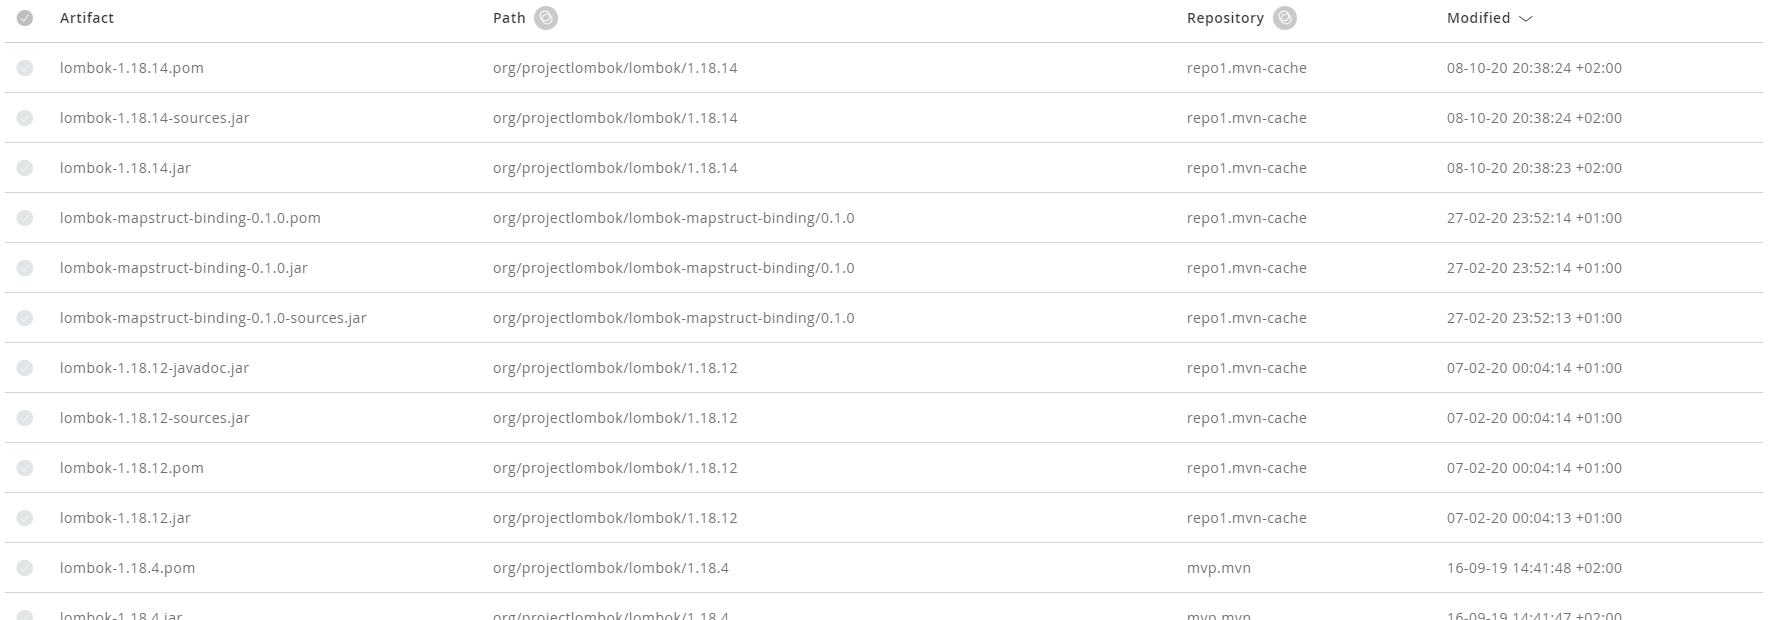 Artifact Path Repository Modified
lombok-1.18.14.pom org/projectlombok/lombok/1.18.14 repo1.mvn-cache 08-10-20 20:38:24 +02:00
lombok-1.18.14-sources.jar org/projectlombok/lombok/1.18.14 repo1.mvn-cache 08-10-20 20:38:24 +02:00
lombok-1.18.14.jar org/projectlombok/lombok/1.18.14 repo1.mvn-cache 08-10-20 20:38:23 +02:00
lombok-mapstruct-binding-0.1.0.pom org/projectlombok/lombok-mapstruct-binding/0.1.0 repo1.mvn-cache 27-02-20 23:52:14 +01:00
lombok-mapstruct-binding-0.1.0.jar org/projectlombok/lombok-mapstruct-binding/0.1.0 repo1.mvn-cache 27-02-20 23:52:14 +01:00
lombok-mapstruct-binding-0.1.0-sources.jar org/projectlombok/lombok-mapstruct-binding/0.1.0 repo1.mvn-cache 27-02-20 23:52:13 +01:00
lombok-1.18.12-javadoc.jar org/projectlombok/lombok/1.18.12 repo1.mvn-cache 07-02-20 00:04:14 +01:00
lombok-1.18.12-sources.jar org/projectlombok/lombok/1.18.12 repo1.mvn-cache 07-02-20 00:04:14 +01:00
lombok-1.18.12.pom org/projectlombok/lombok/1.18.12 repo1.mvn-cache 07-02-20 00:04:14 +01:00
lombok-1.18.12.jar org/projectlombok/lombok/1.18.12 repo1.mvn-cache 07-02-20 00:04:13 +01:00
lombok-1.18.4.pom org/projectlombok/lombok/1.18.4 mvp.mvn 16-09-19 14:41:48 +02:00
lombok-1.18.4.jar org/projectlombok/lombok/1.18.4 mvp.mvn 16-09-19 14:41:47 +02:00